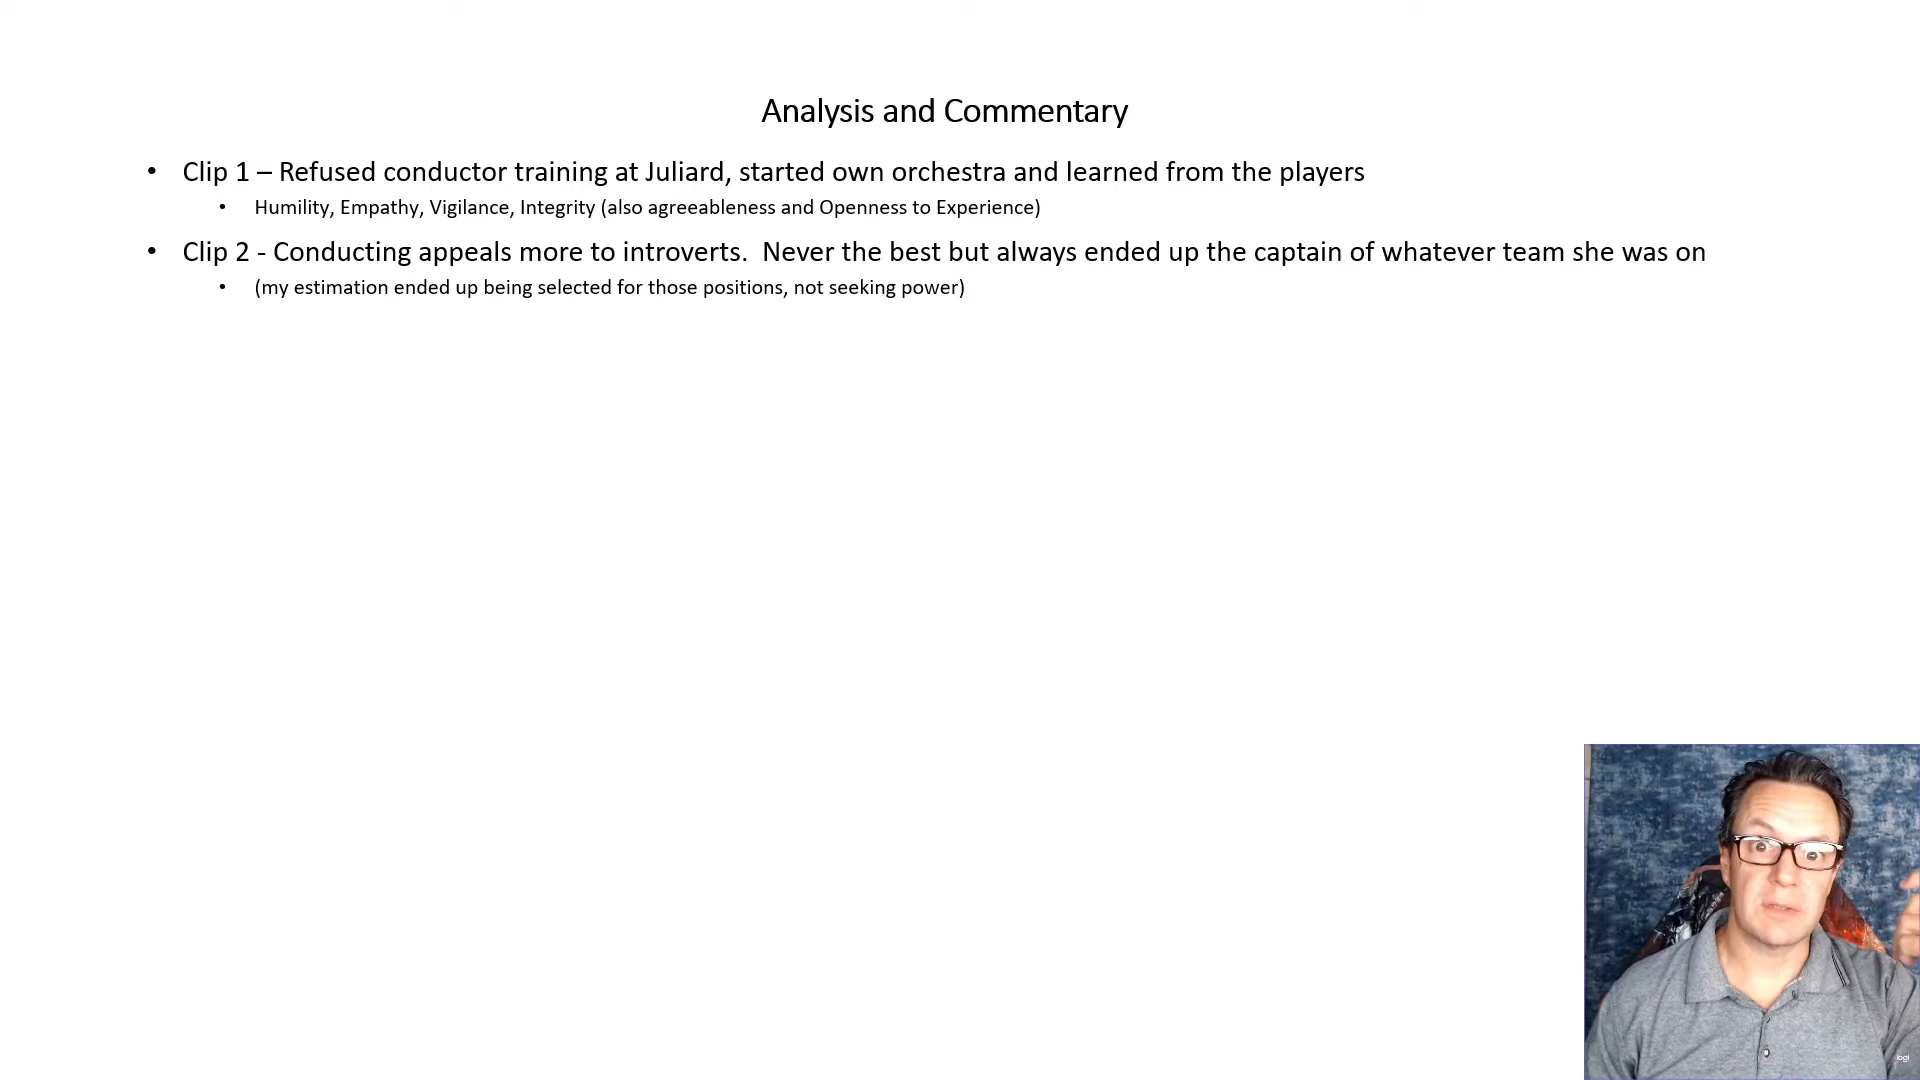 Analysis and Commentary
• Clip 1 – Refused conductor training at Juliard, started own orchestra and learned from the players
• Humility, Empathy, Vigilance, Integrity (also agreeableness and Openness to Experience)
• Clip 2 - Conducting appeals more to introverts.  Never the best but always ended up the captain of whatever team she was on
• (my estimation ended up being selected for those positions, not seeking power)
logi